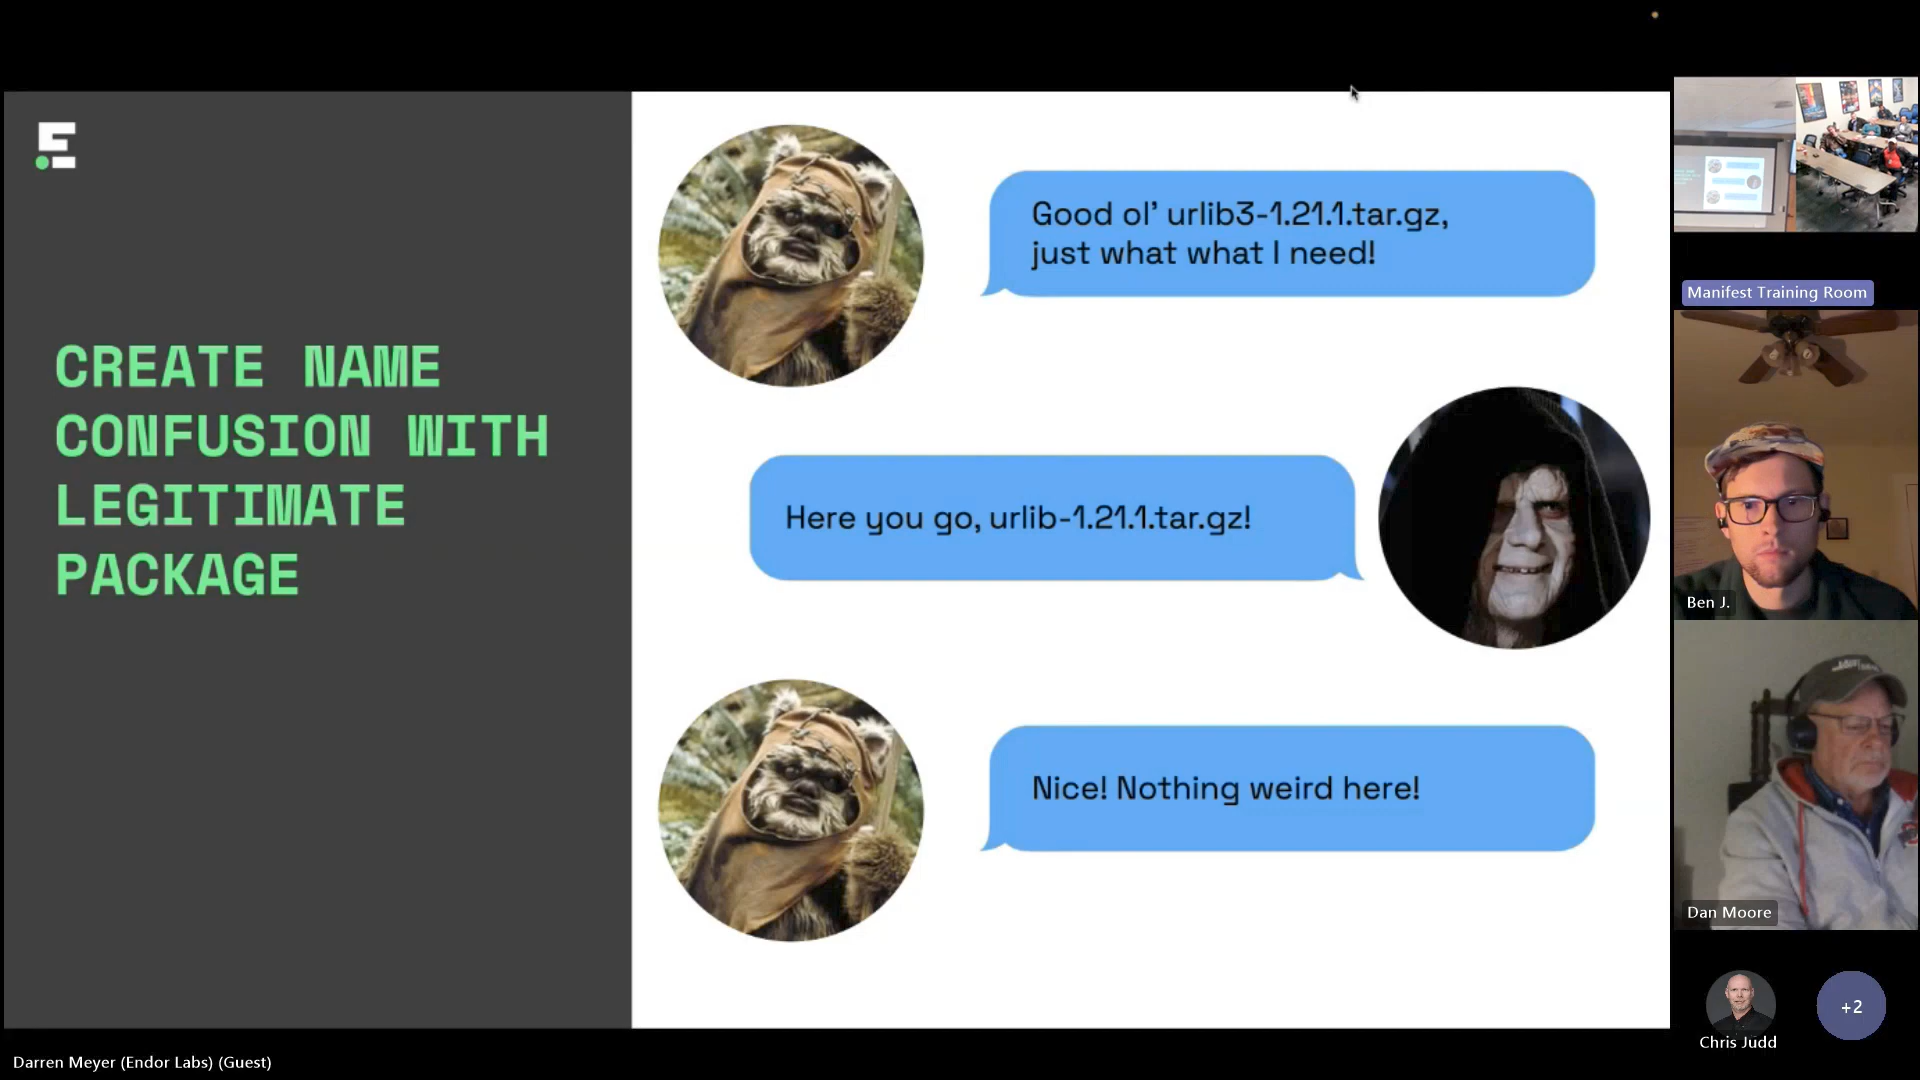 CREATE NAME
CONFUSION WITH
LEGITIMATE
PACKAGE
Good ol’ urlib3-1.21.1.tar.gz,
just what what I need!
Here you go, urlib-1.21.1.tar.gz!
Nice! Nothing weird here!
Manifest Training Room
Ben J.
Dan Moore
Chris Judd
+2
Darren Meyer (Endor Labs) (Guest)